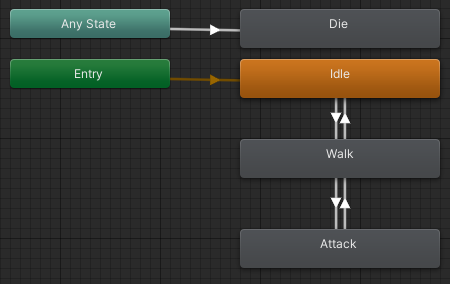 Any State
Die
Entry
Idle
Walk
Attack